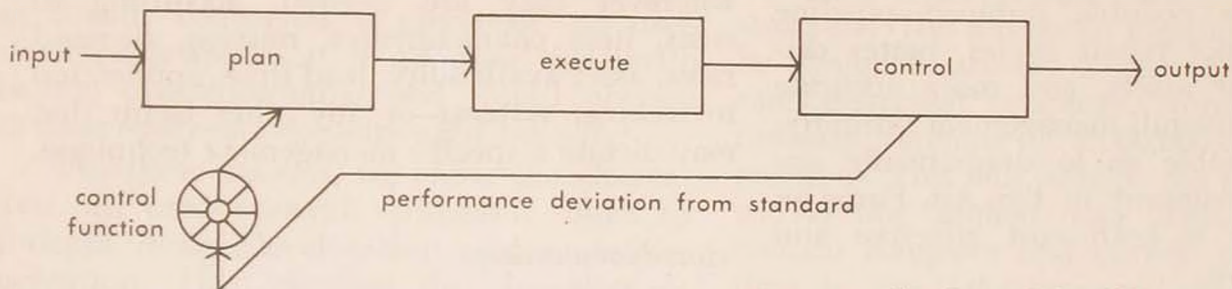 input
plan
execute
control
output
control
function
performance deviation from standard